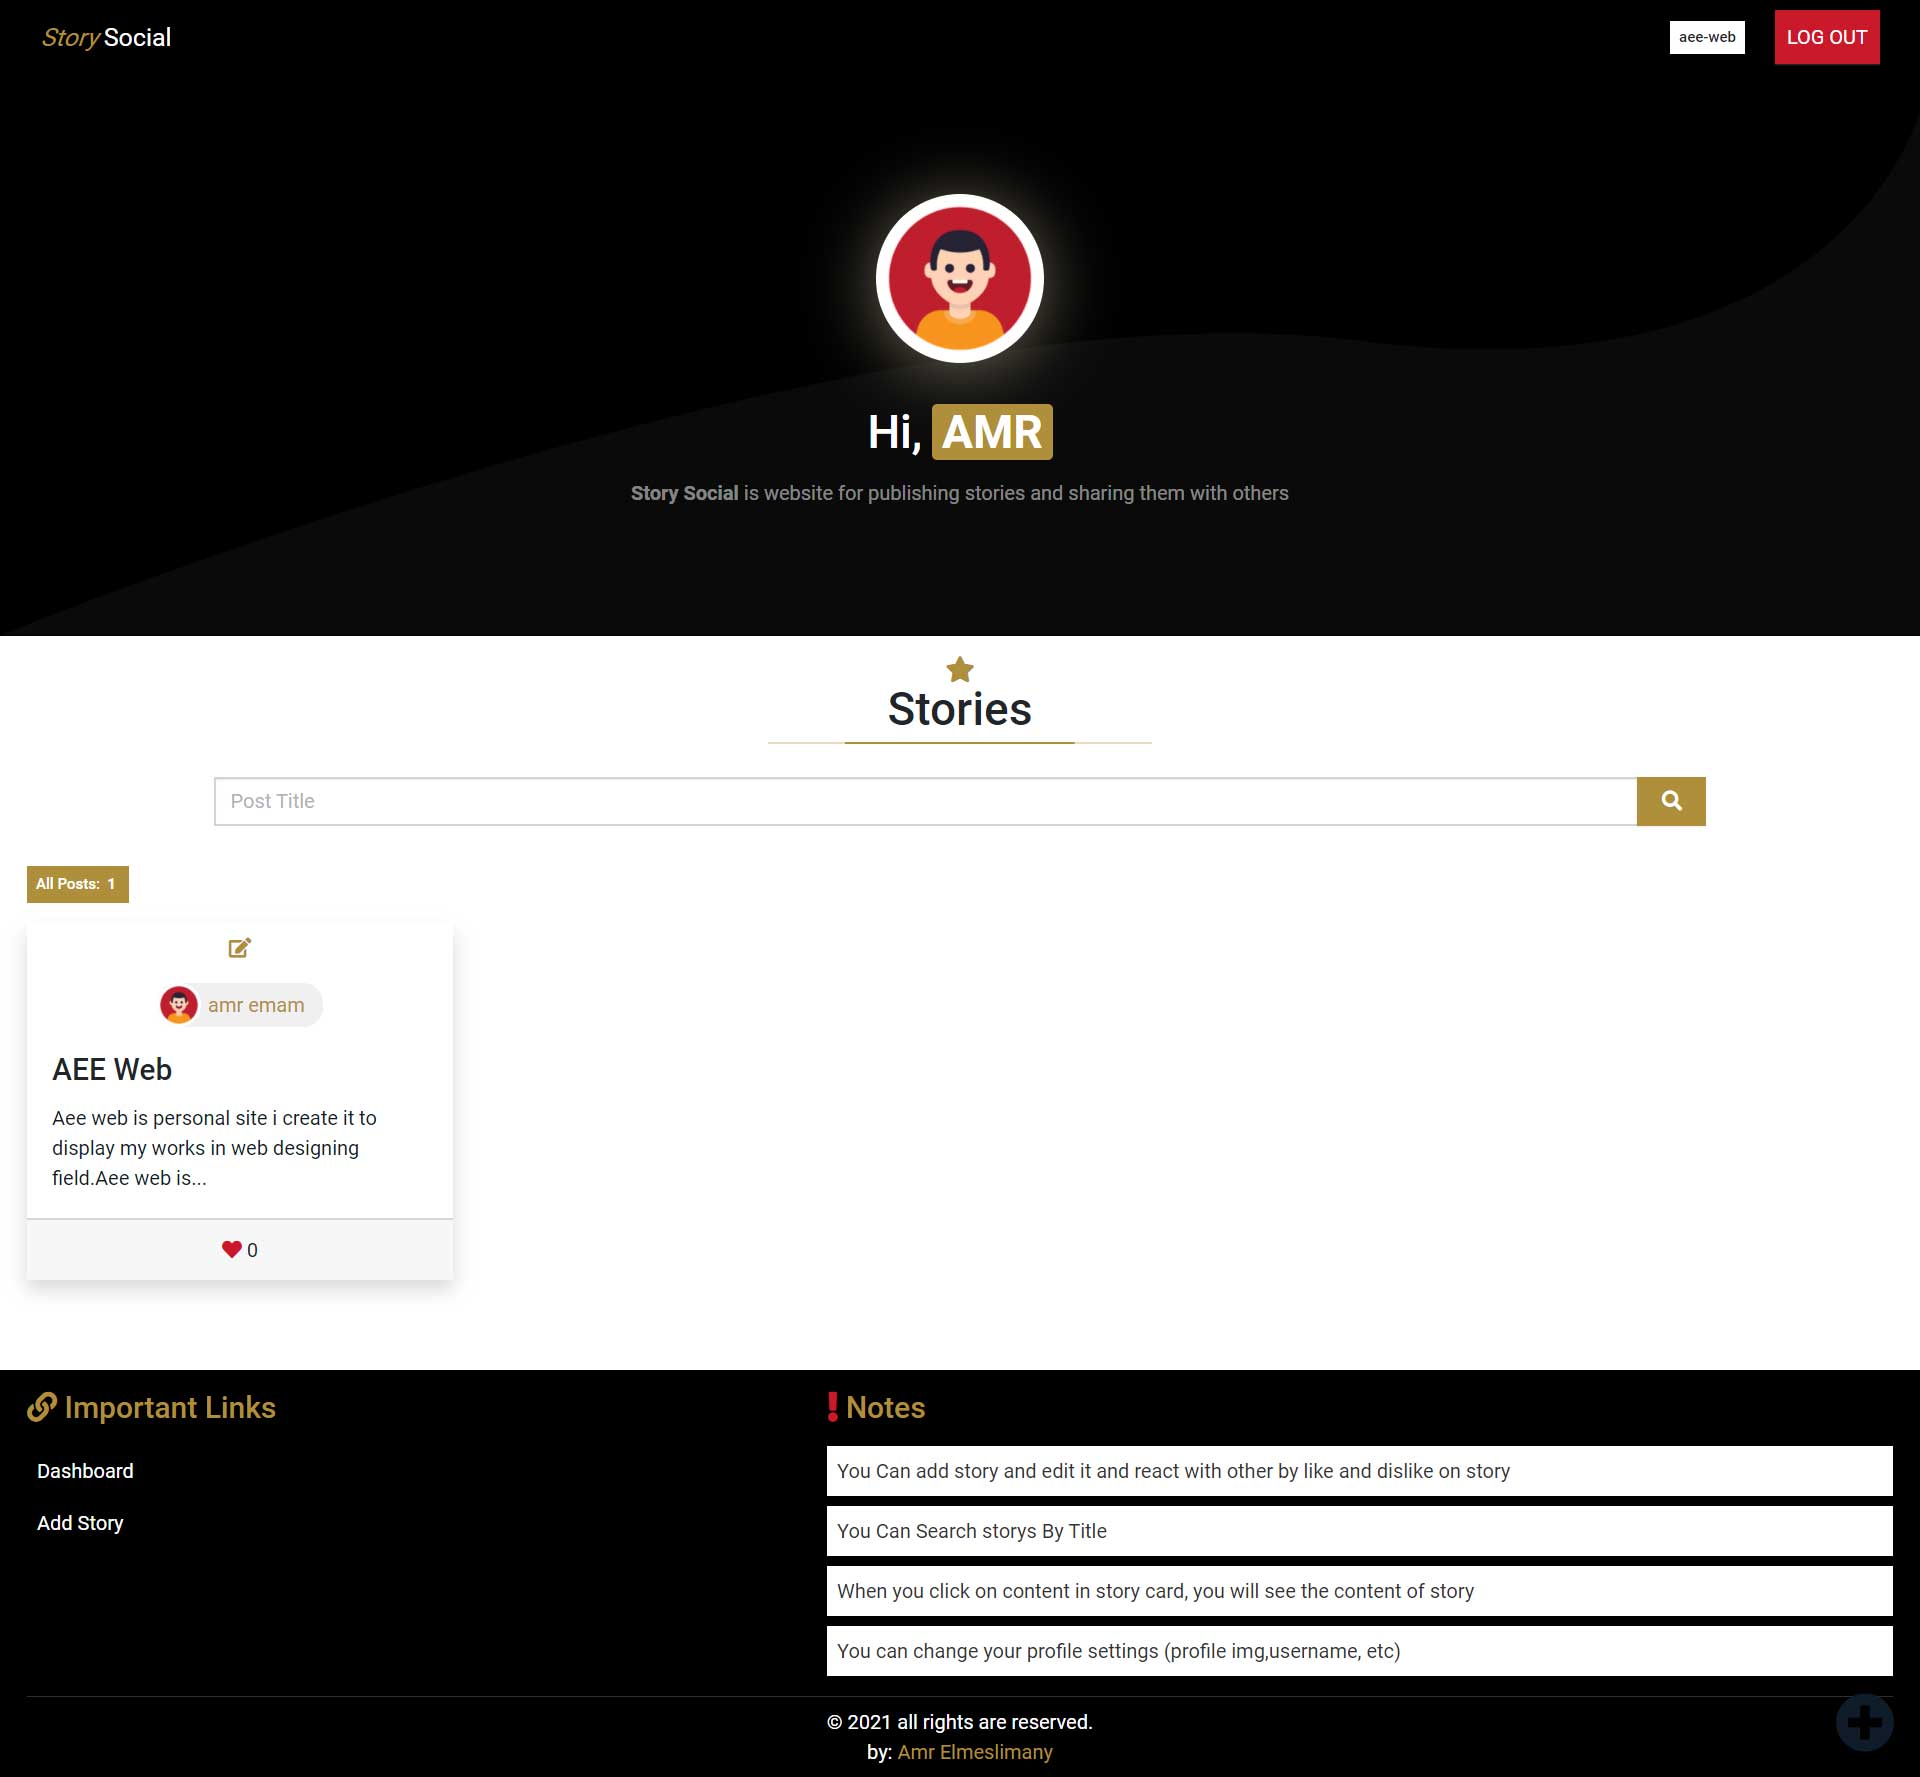 Story Social
aee-web
LOG OUT
Hi, AMR
Story Social is website for publishing stories and sharing them with others
Stories
Post Title
All Posts: 1
amr emam
AEE Web
Aee web is personal site i create it to
display my works in web designing
field.Aee web is...
0
Important Links
Dashboard
Add Story
Notes
You Can add story and edit it and react with other by like and dislike on story
You Can Search storys By Title
When you click on content in story card, you will see the content of story
You can change your profile settings (profile img,username, etc)
© 2021 all rights are reserved.
by: Amr Elmeslimany